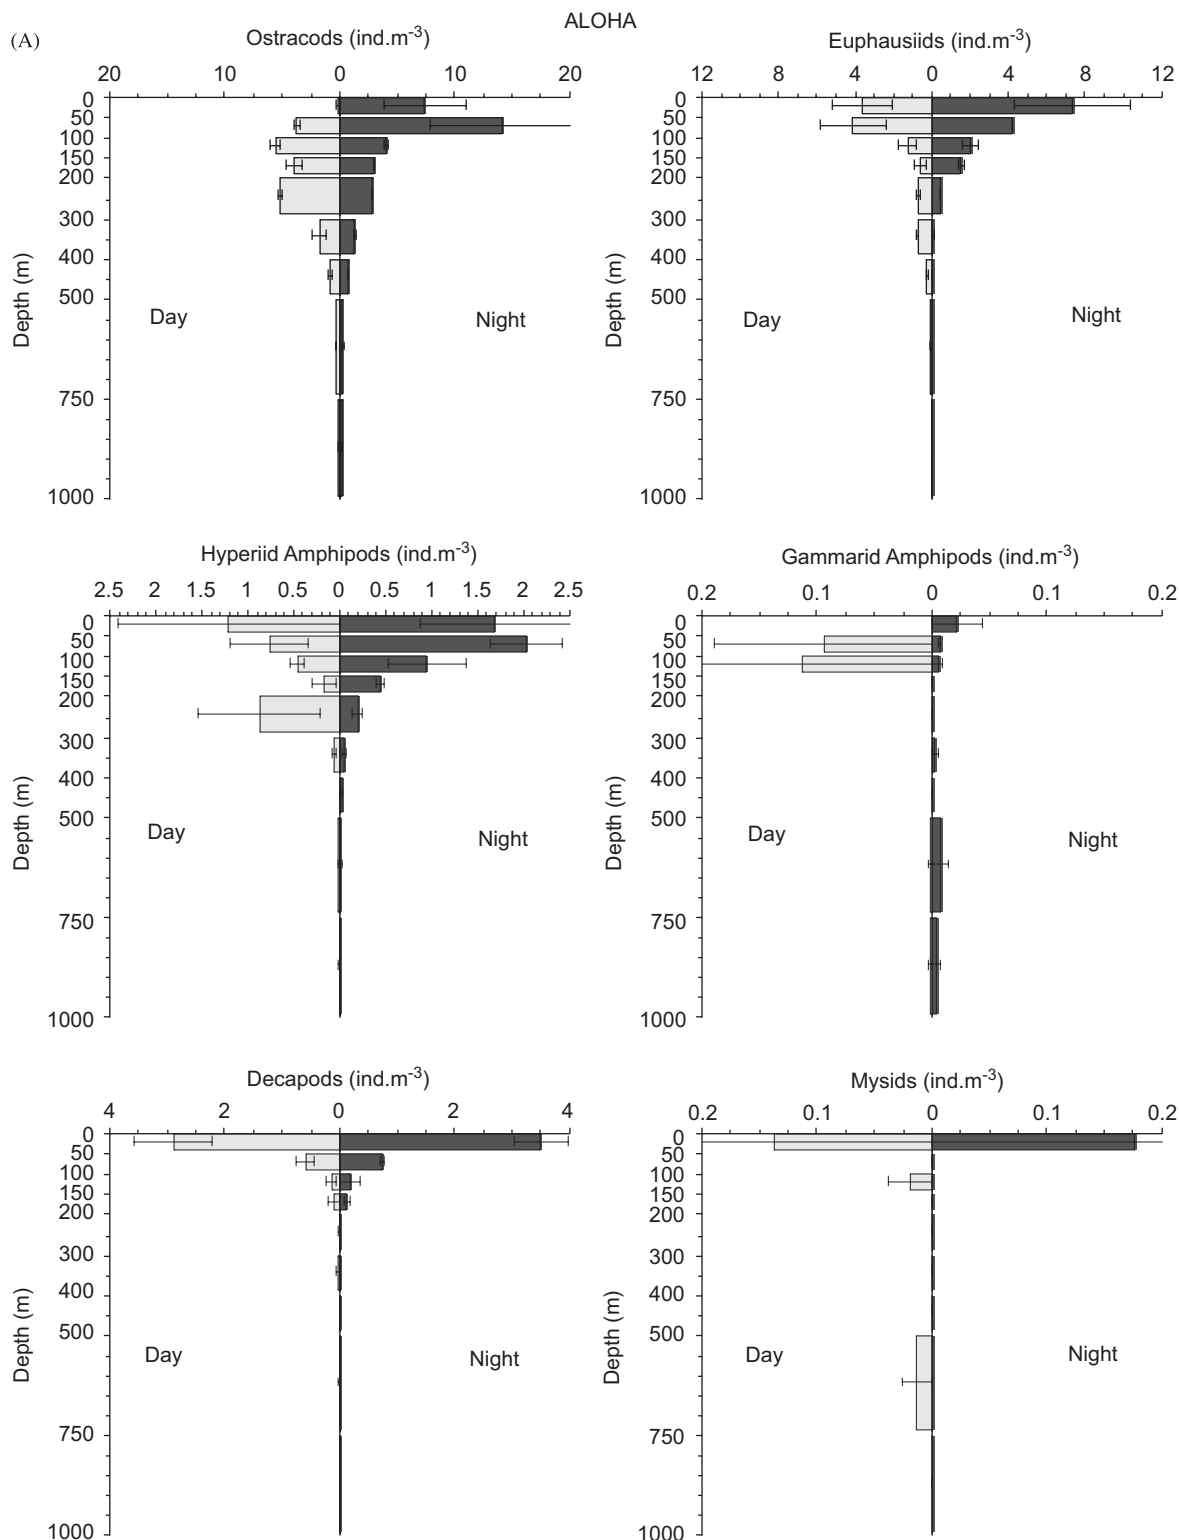 ALOHA
(A)
Ostracods (ind.m-3)
20 10 0 10 20
0
50
100
150
200
300
400
500
750
1000
Depth (m)
Day
Night
Euphausiids (ind.m-3)
12 8 4 0 4 8 12
0
50
100
150
200
300
400
500
750
1000
Depth (m)
Day
Night
Hyperiid Amphipods (ind.m-3)
2.5 2 1.5 1 0.5 0 0.5 1 1.5 2 2.5
0
50
100
150
200
300
400
500
750
1000
Depth (m)
Day
Night
Gammarid Amphipods (ind.m-3)
0.2 0.1 0 0.1 0.2
0
50
100
150
200
300
400
500
750
1000
Depth (m)
Day
Night
Decapods (ind.m-3)
4 2 0 2 4
0
50
100
150
200
300
400
500
750
1000
Depth (m)
Day
Night
Mysids (ind.m-3)
0.2 0.1 0 0.1 0.2
0
50
100
150
200
300
400
500
750
1000
Depth (m)
Day
Night